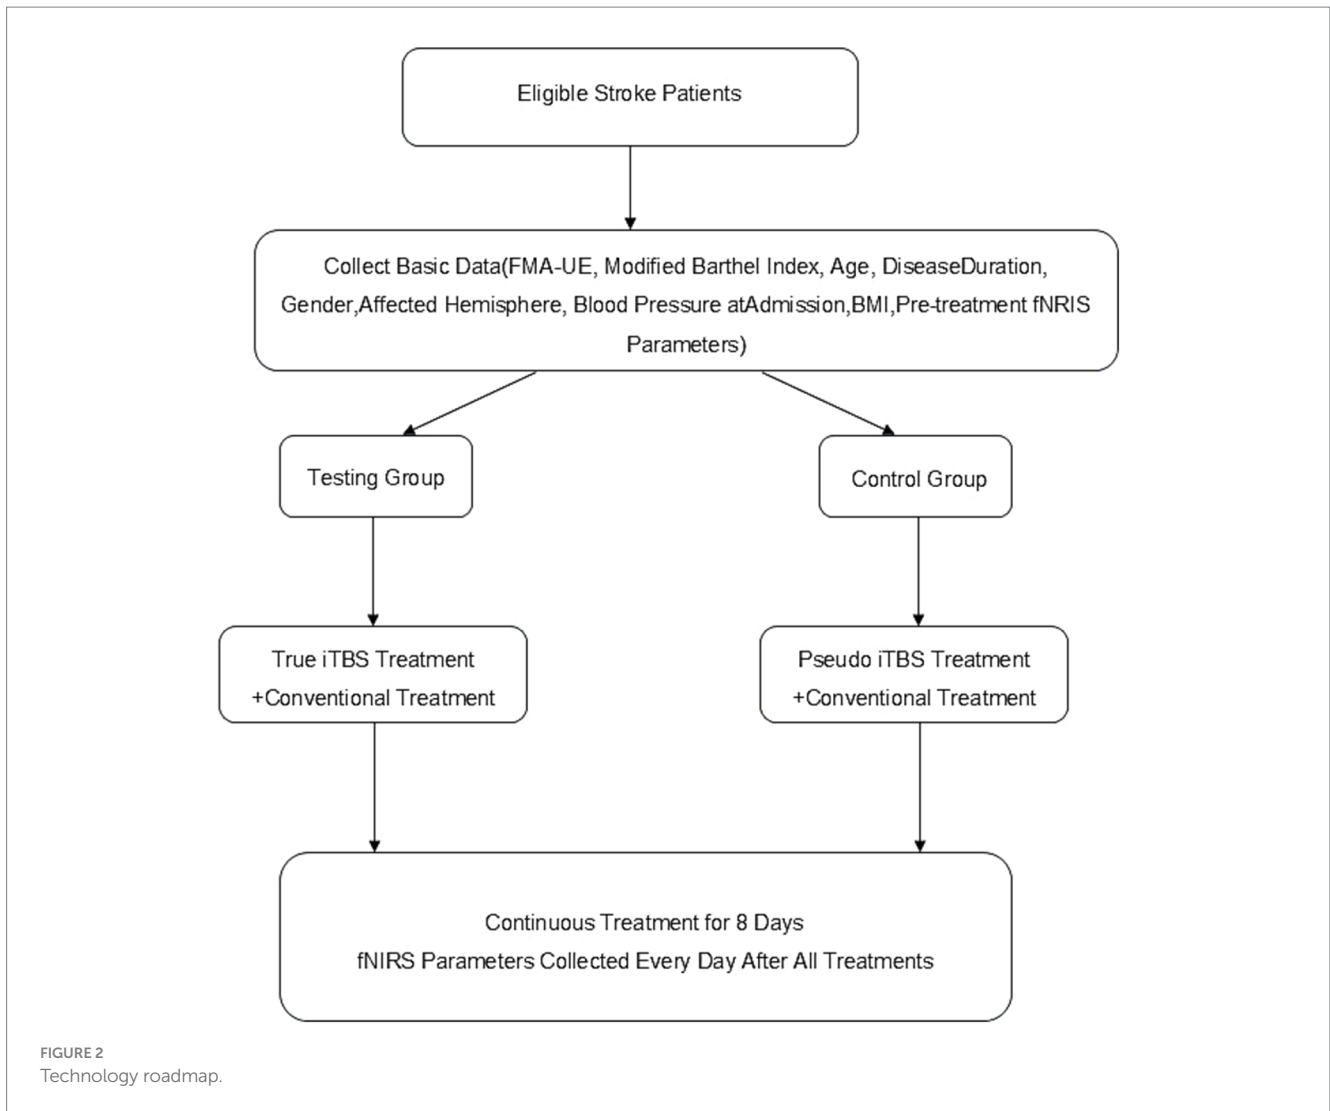 Eligible Stroke Patients
Collect Basic Data(FMA-UE, Modified Barthel Index, Age, DiseaseDuration,
Gender,Affected Hemisphere, Blood Pressure atAdmission,BMI,Pre-treatment fNRIS
Parameters)
Testing Group
Control Group
True iTBS Treatment
+Conventional Treatment
Pseudo iTBS Treatment
+Conventional Treatment
Continuous Treatment for 8 Days
fNIRS Parameters Collected Every Day After All Treatments
FIGURE 2
Technology roadmap.